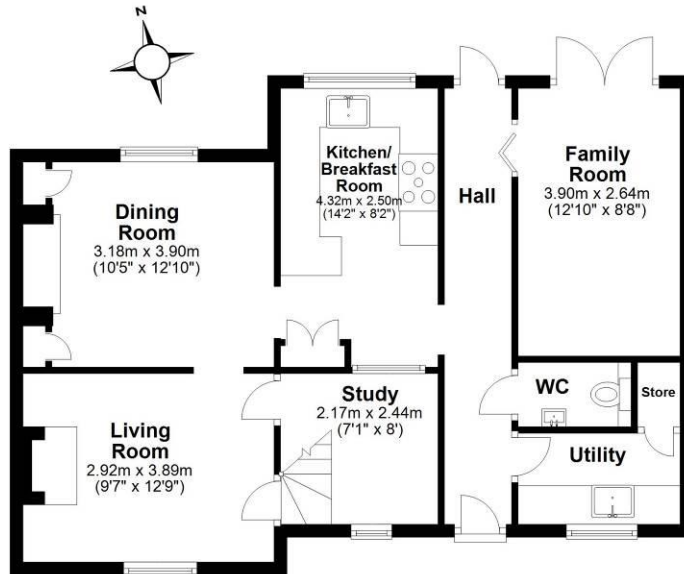 N
Kitchen/
Breakfast
Room
4.32m x 2.50m
(14'2" x 8'2")
Family
Room
3.90m x 2.64m
(12'10" x 8'8")
Hall
Dining
Room
3.18m x 3.90m
(10'5" x 12'10")
WC
Store
Study
2.17m x 2.44m
(7'1" x 8')
Living
Room
2.92m x 3.89m
(9'7" x 12'9")
Utility